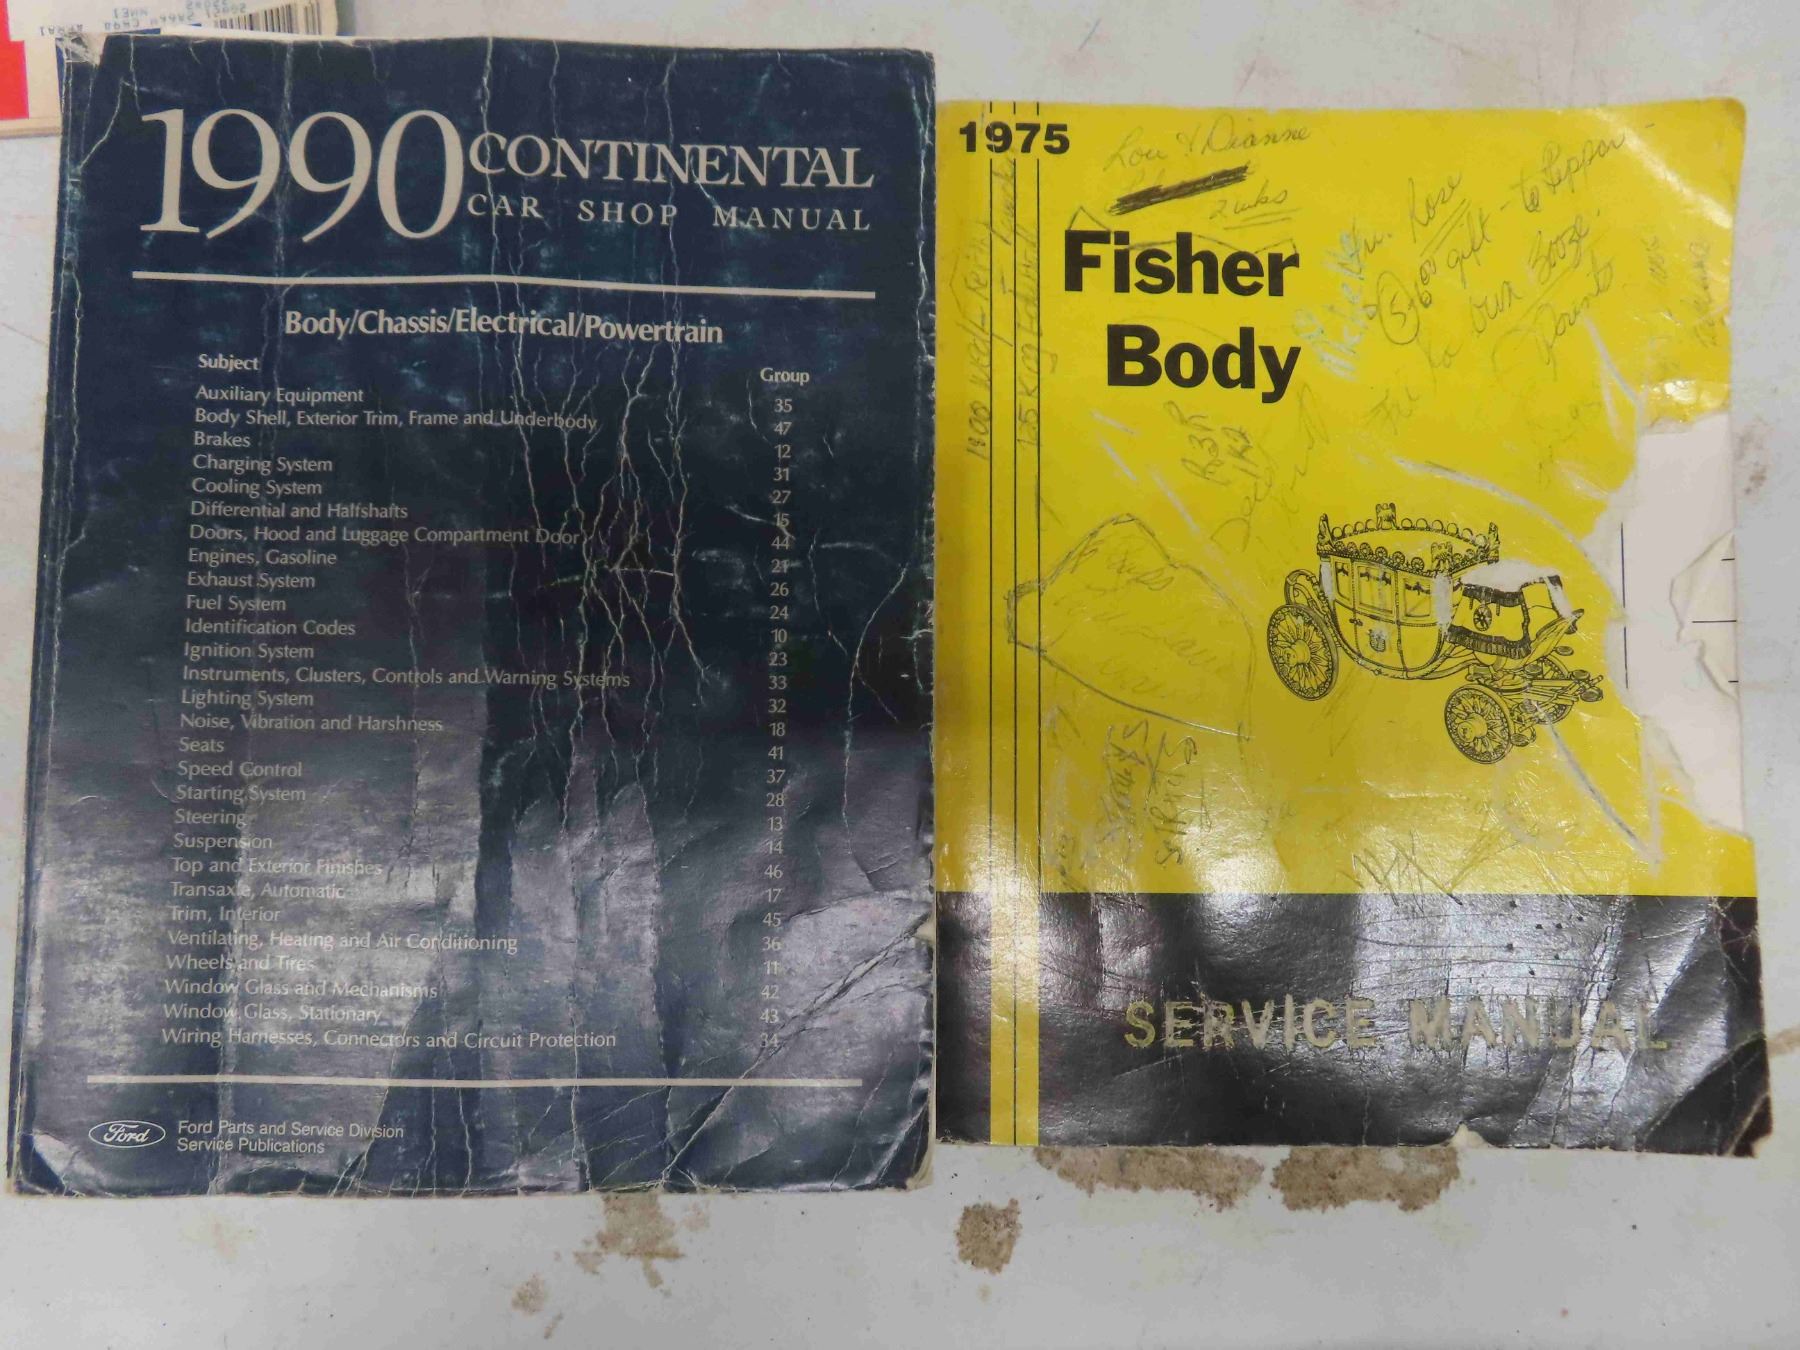 1990 CONTINENTAL
CAR SHOP MANUAL
Body/Chassis/Electrical/Powertrain
Subject Group
Auxiliary Equipment 35
Body Shell, Exterior Trim, Frame and Underbody 47
Brakes 12
Charging System 31
Cooling System 27
Differential and Halfshafts 15
Doors, Hood and Luggage Compartment Door 44
Engines, Gasoline 21
Exhaust System 26
Fuel System 24
Identification Codes 10
Ignition System 23
Instruments, Clusters, Controls and Warning Systems 33
Lighting System 32
Noise, Vibration and Harshness 18
Seats 41
Speed Control 37
Starting System 28
Steering 13
Suspension 14
Top and Exterior Finishes 46
Transaxle, Automatic 17
Trim, Interior 45
Ventilating, Heating and Air Conditioning 36
Wheels and Tires 11
Window Glass and Mechanisms 42
Window Glass, Stationary 43
Wiring Harnesses, Connectors and Circuit Protection 34
Ford
Ford Parts and Service Division
Service Publications
1975
Lou & Dianne
2 wks
Rose
gift - to
Booze
Fisher
Body
R3R
SERVICE MANUAL